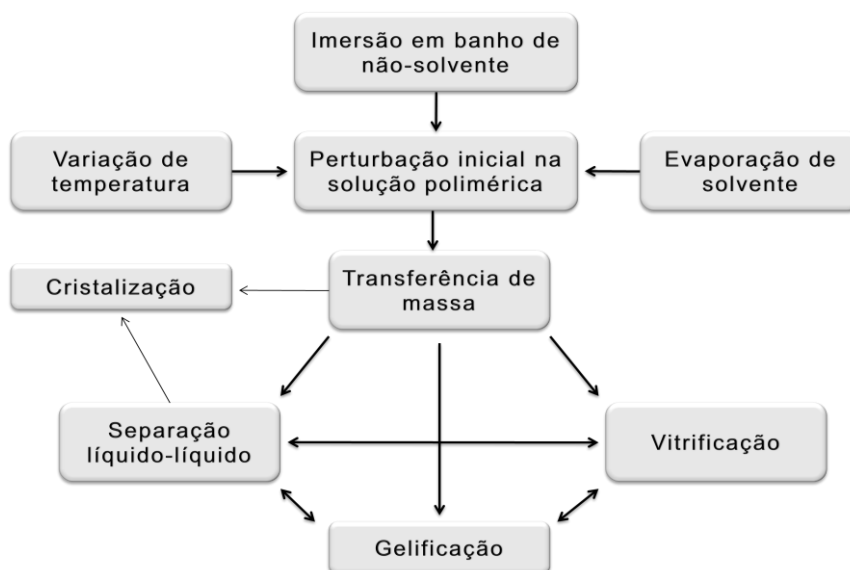 Imersão em banho de
não-solvente
Variação de
temperatura
Perturbação inicial na
solução polimérica
Evaporação de
solvente
Transferência de
massa
Cristalização
Separação
líquido-líquido
Vitrificação
Gelificação